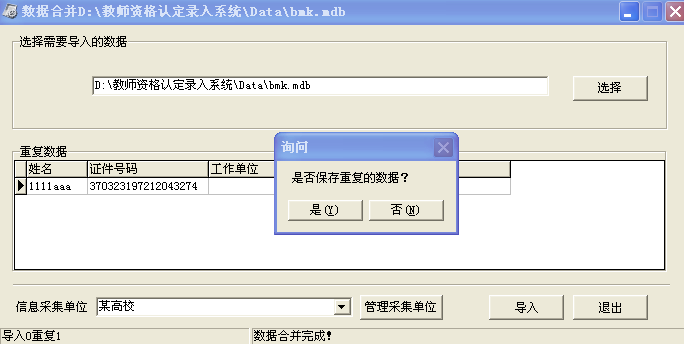 数据合并D:\教师资格认定录入系统\Data\bmk.mdb
选择需要导入的数据
D:\教师资格认定录入系统\Data\bmk.mdb
选择
重复数据
姓名 证件号码 工作单位
1111aaa 370323197212043274
询问
是否保存重复的数据？
是(Y) 否(N)
信息采集单位 某高校 管理采集单位 导入 退出
导入0重复1 数据合并完成!